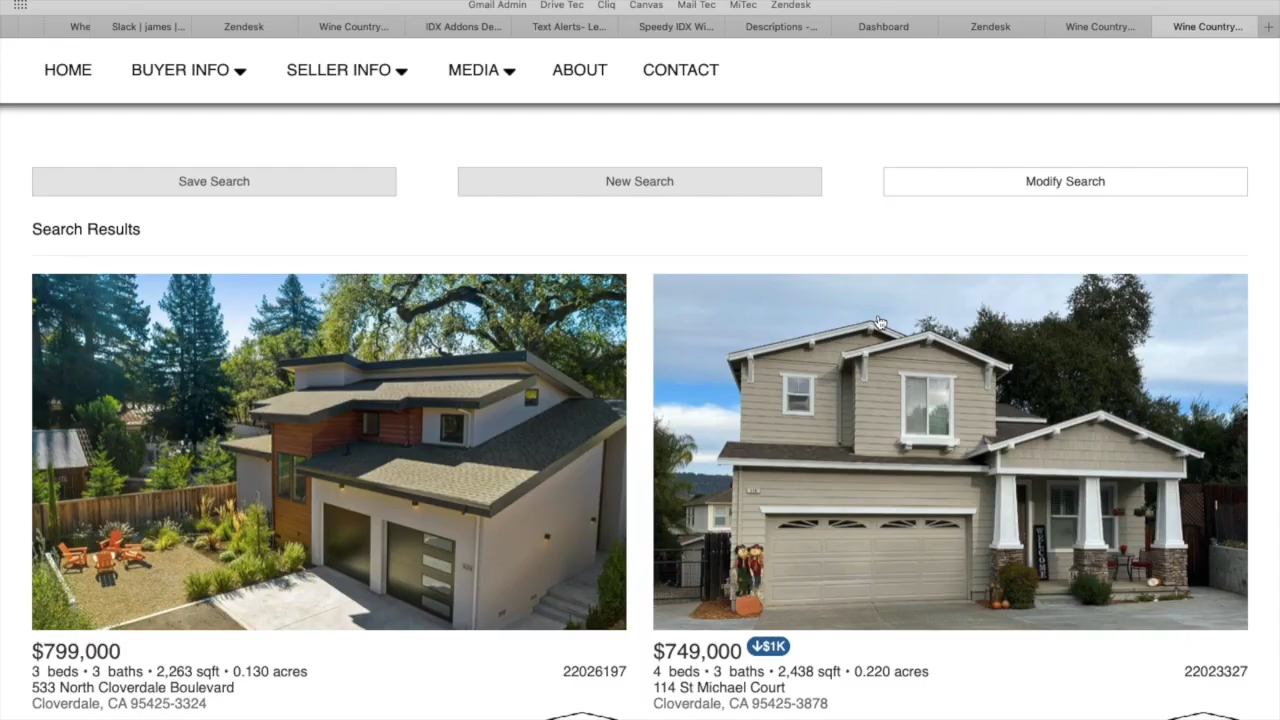 Gmail Admin Drive Tec Cliq Canvas Mail Tec MiTec Zendesk
Whe Slack | james |... Zendesk Wine Country... IDX Addons De... Text Alerts- Le... Speedy IDX Wi... Descriptions -... Dashboard Zendesk Wine Country... Wine Country... +
HOME BUYER INFO SELLER INFO MEDIA ABOUT CONTACT
Save Search New Search Modify Search
Search Results
WELCOME
$799,000 $749,000 ↓$1K
3 beds • 3 baths • 2,263 sqft • 0.130 acres 22026197 4 beds • 3 baths • 2,438 sqft • 0.220 acres 22023327
533 North Cloverdale Boulevard 114 St Michael Court
Cloverdale, CA 95425-3324 Cloverdale, CA 95425-3878